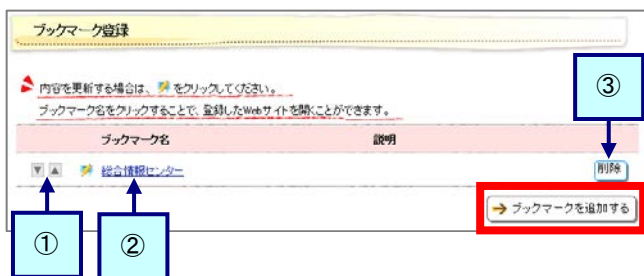 ブックマーク登録
内容を更新する場合は、 をクリックしてください。
ブックマーク名をクリックすることで、登録したWebサイトを開くことができます。
③
ブックマーク名 説明
▼ ▲ 総合情報センター 削除
→ ブックマークを追加する
① ②